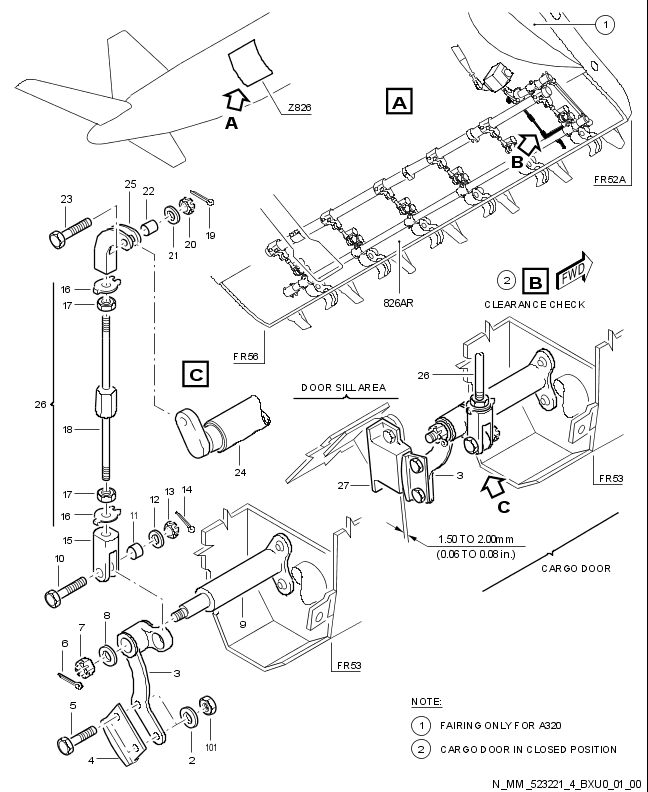 1
Z826
A
A
B
FR52A
25
22
23
19
20
21
826AR
2
B
FWD
CLEARANCE CHECK
16
17
FR56
C
DOOR SILL AREA
26
26
18
24
27
3
FR53
C
17
16
12
13
14
11
15
1.50 TO 2.00mm
(0.06 TO 0.08 in.)
CARGO DOOR
10
9
8
7
6
FR53
3
5
4
2
101
NOTE:
1 FAIRING ONLY FOR A320
2 CARGO DOOR IN CLOSED POSITION
N_MM_523221_4_BXU0_01_00